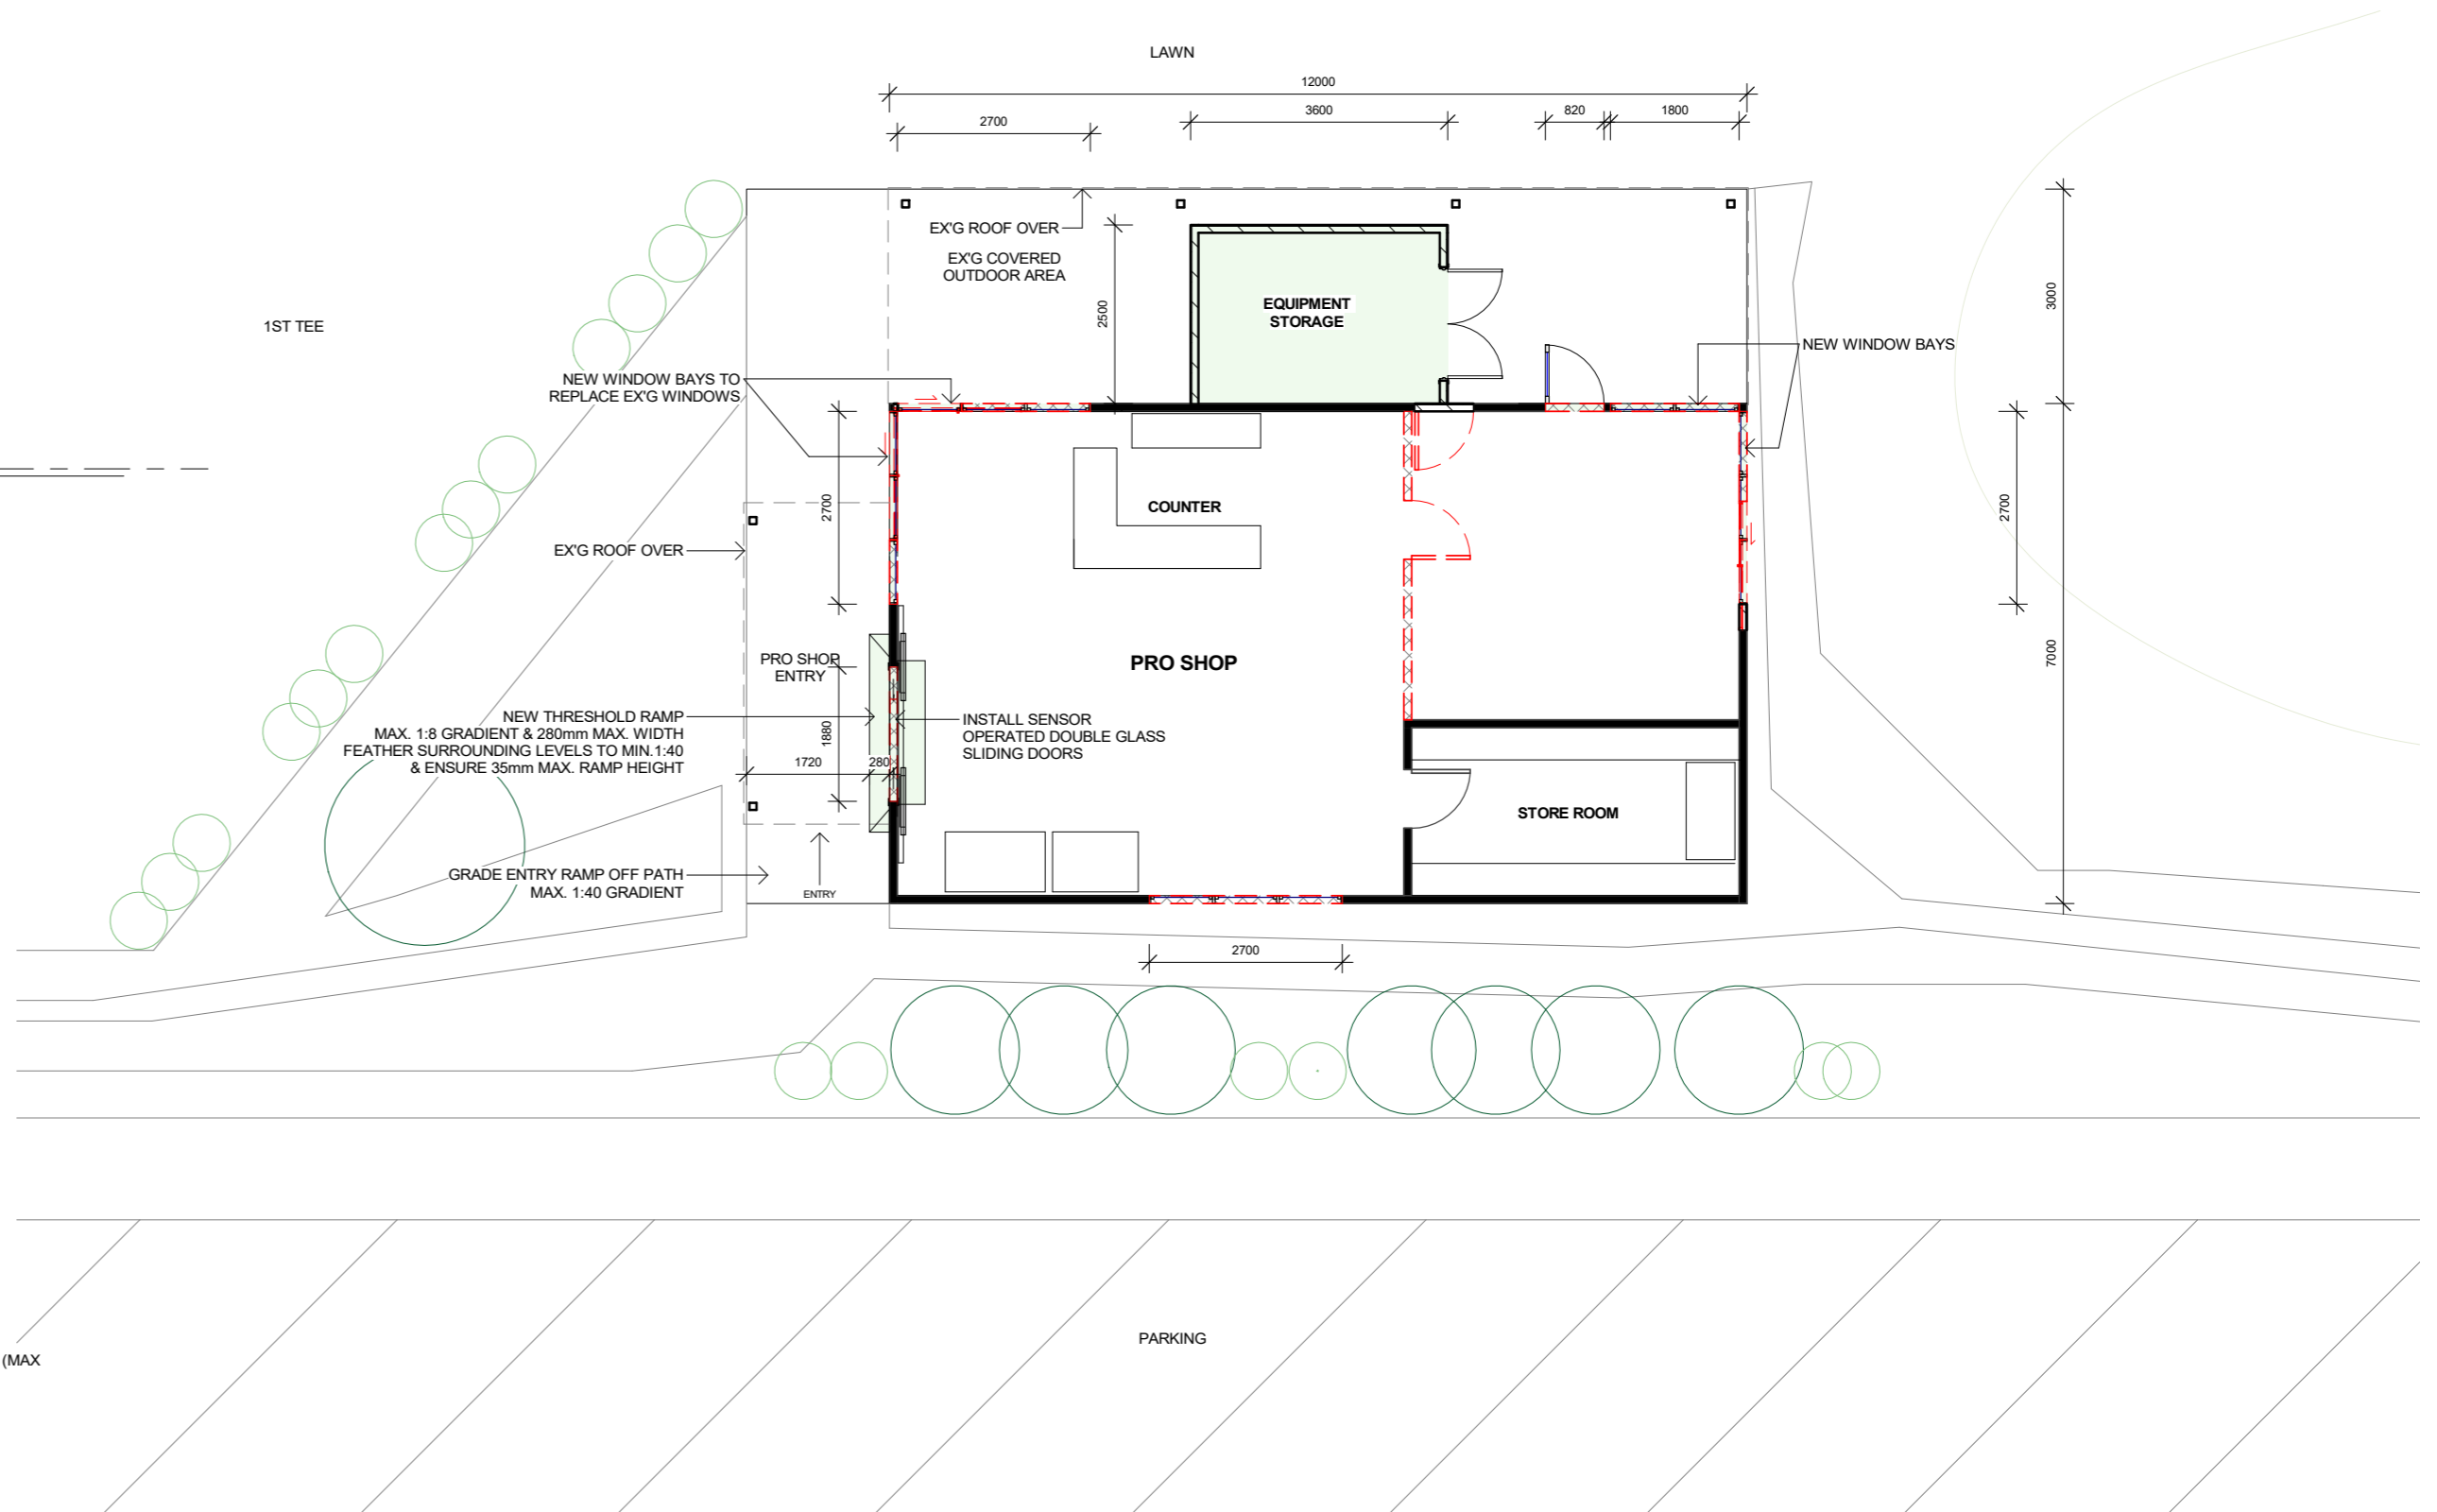 LAWN
12000
2700
3600
820
1800
EX'G ROOF OVER
EX'G COVERED
OUTDOOR AREA
2500
EQUIPMENT
STORAGE
3000
1ST TEE
NEW WINDOW BAYS
NEW WINDOW BAYS TO
REPLACE EX'G WINDOWS
2700
COUNTER
2700
EX'G ROOF OVER
PRO SHOP
ENTRY
PRO SHOP
7000
NEW THRESHOLD RAMP
MAX. 1:8 GRADIENT & 280mm MAX. WIDTH
FEATHER SURROUNDING LEVELS TO MIN.1:40
& ENSURE 35mm MAX. RAMP HEIGHT
1880
INSTALL SENSOR
OPERATED DOUBLE GLASS
SLIDING DOORS
1720
280
STORE ROOM
GRADE ENTRY RAMP OFF PATH
MAX. 1:40 GRADIENT
ENTRY
2700
PARKING
(MAX